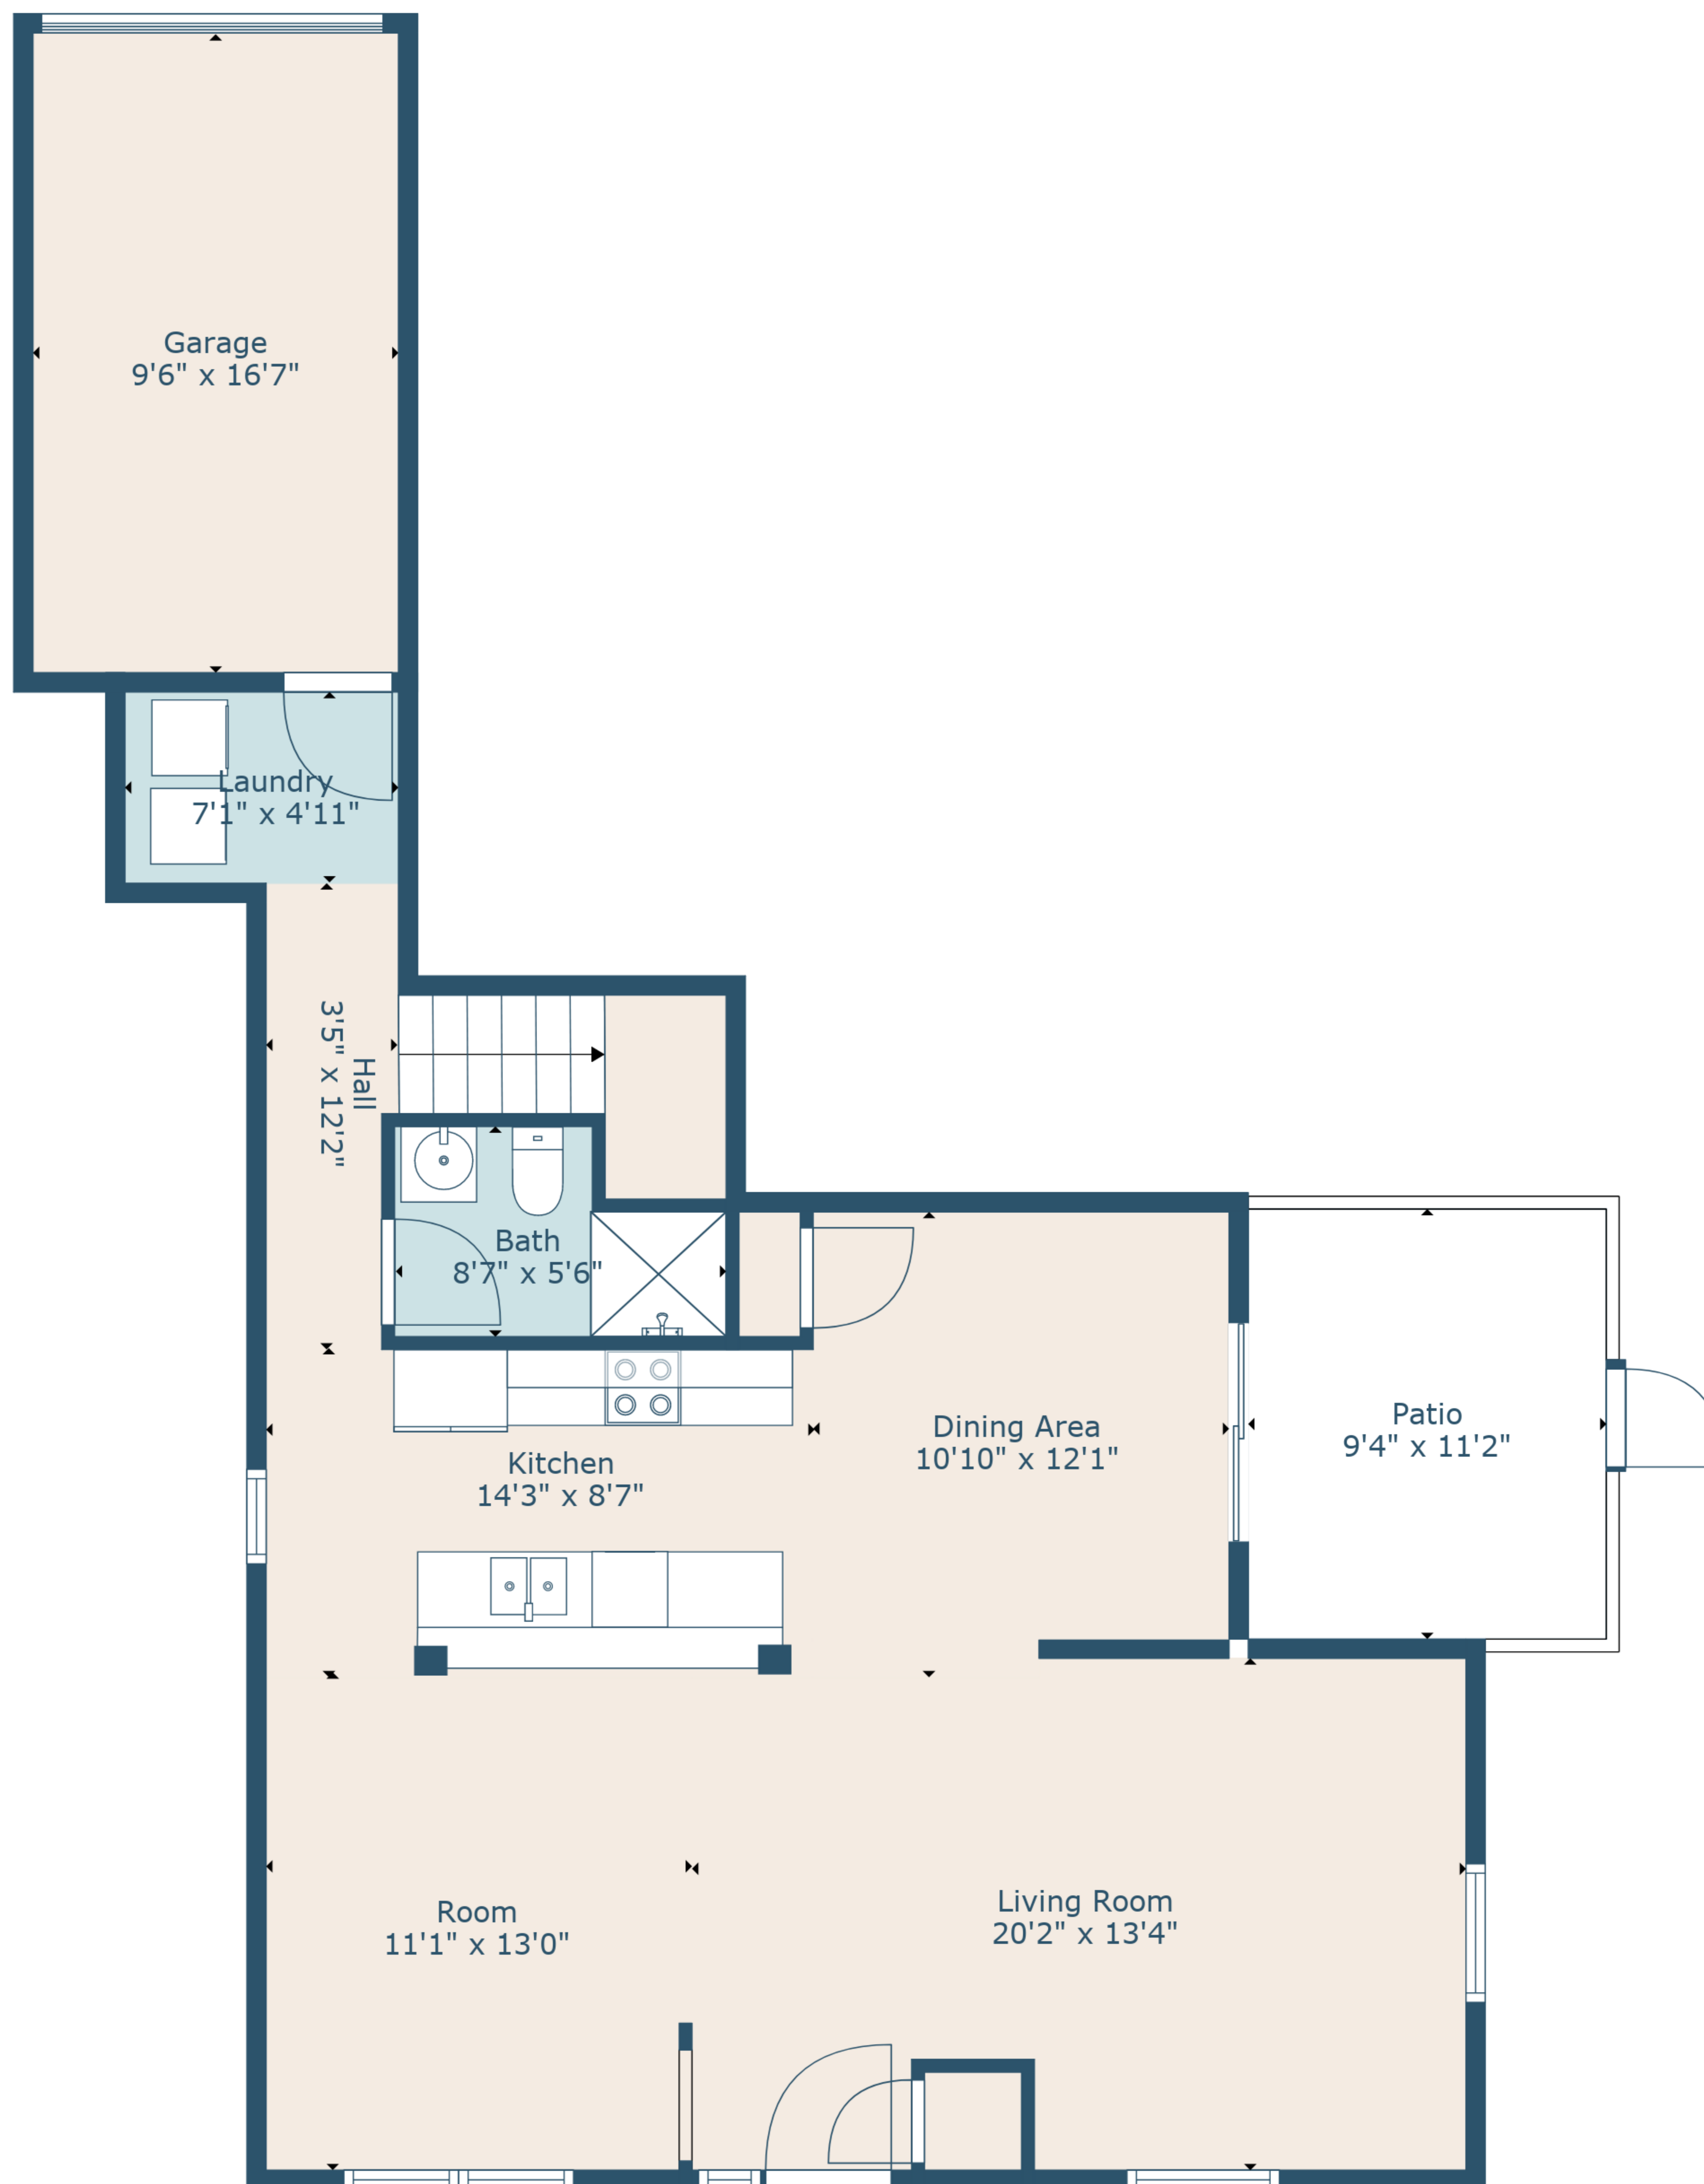 Garage
9'6" x 16'7"
Laundry
7'1" x 4'11"
Hall
3'5" x 12'2"
Bath
8'7" x 5'6"
Kitchen
14'3" x 8'7"
Dining Area
10'10" x 12'1"
Patio
9'4" x 11'2"
Room
11'1" x 13'0"
Living Room
20'2" x 13'4"